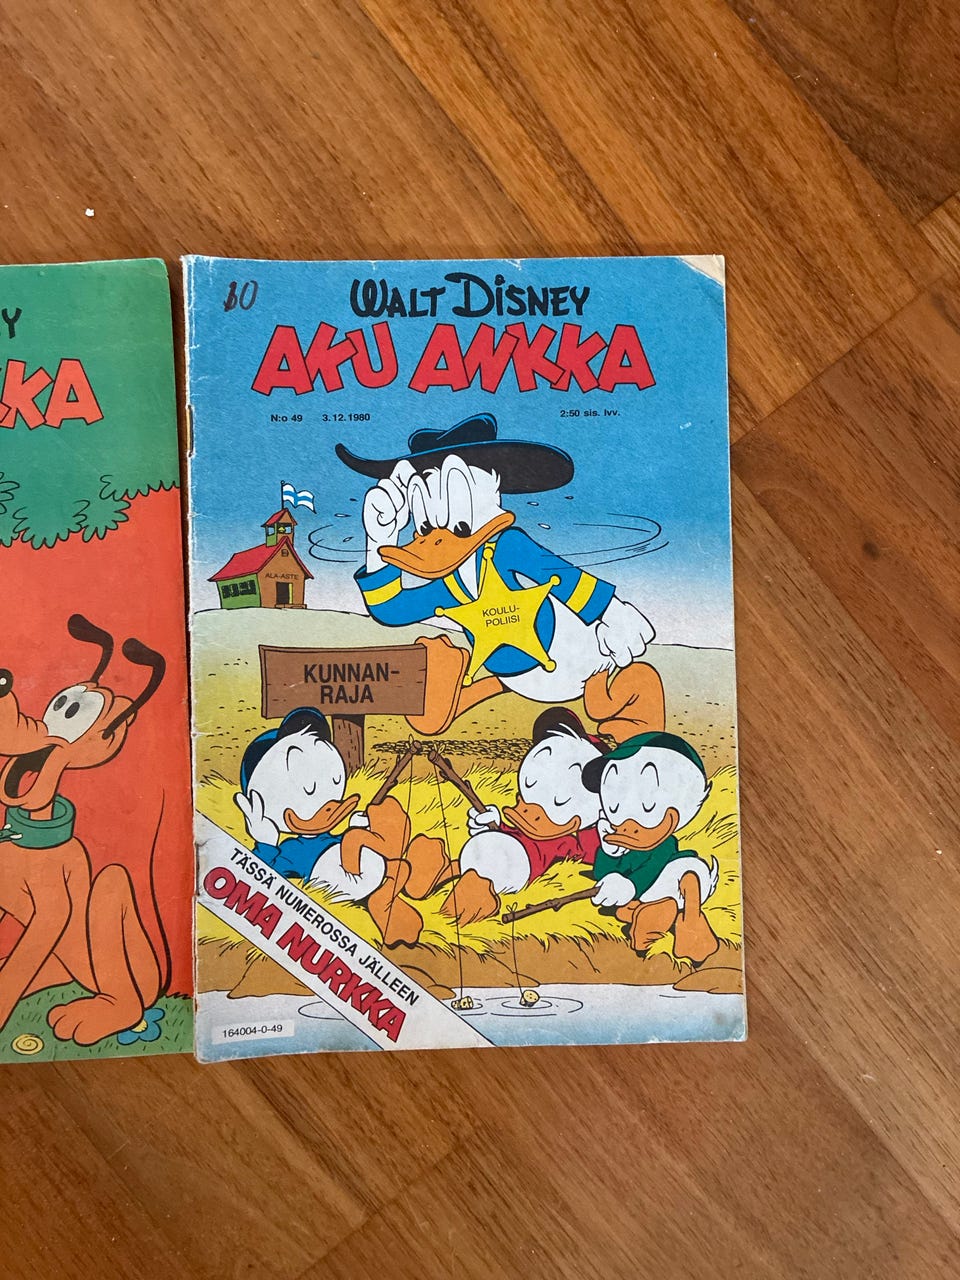 Y
KKA
10
WALT DISNEY
AKU ANKKA
N:o 49 3.12.1980
2:50 sis. lvv.
ALA-ASTE
KOULU-
POLIISI
KUNNAN-
RAJA
TÄSSÄ NUMEROSSA JÄLLEEN
OMA NURKKA
164004-0-49